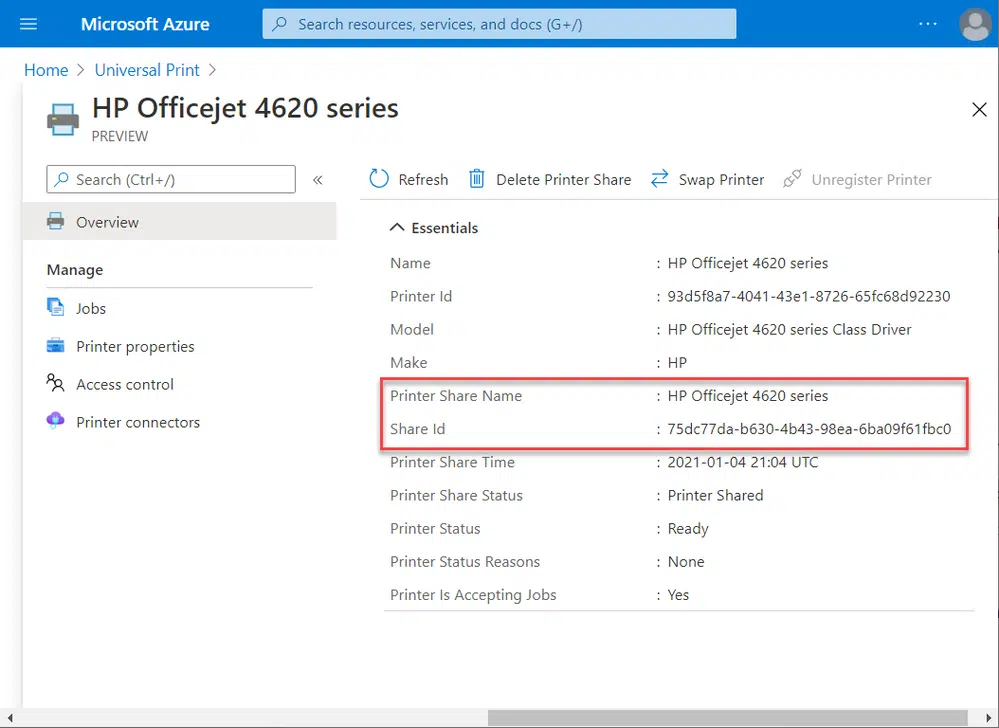 Microsoft Azure
Search resources, services, and docs (G+/)
Home > Universal Print >
HP Officejet 4620 series
PREVIEW
Search (Ctrl+/)
«
Refresh
Delete Printer Share
Swap Printer
Unregister Printer
Overview
Manage
Jobs
Printer properties
Access control
Printer connectors
Essentials
Name : HP Officejet 4620 series
Printer Id : 93d5f8a7-4041-43e1-8726-65fc68d92230
Model : HP Officejet 4620 series Class Driver
Make : HP
Printer Share Name : HP Officejet 4620 series
Share Id : 75dc77da-b630-4b43-98ea-6ba09f61fbc0
Printer Share Time : 2021-01-04 21:04 UTC
Printer Share Status : Printer Shared
Printer Status : Ready
Printer Status Reasons : None
Printer Is Accepting Jobs : Yes